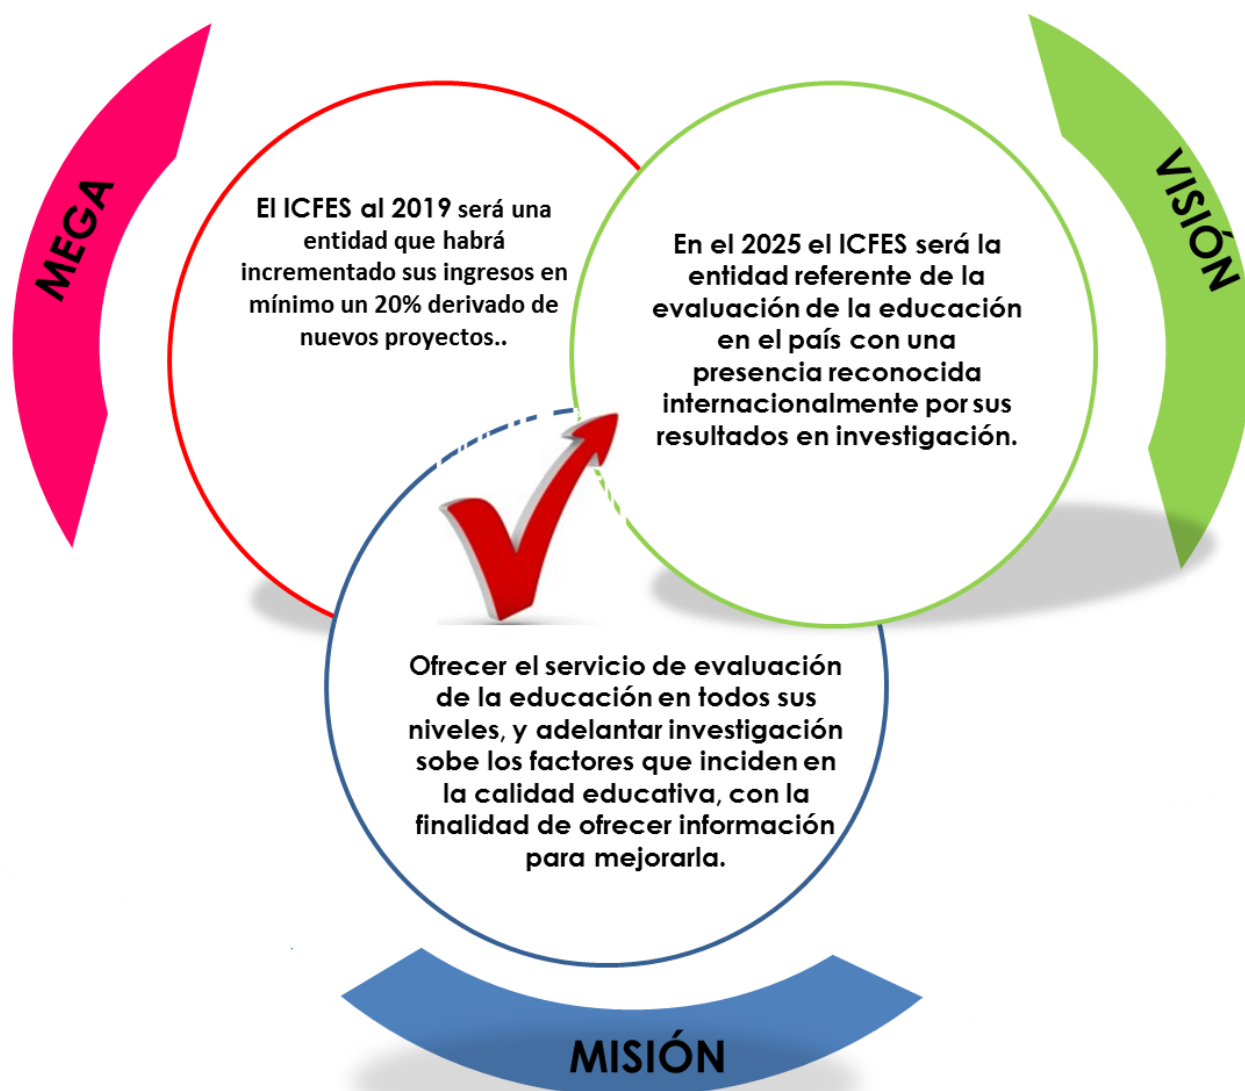 MEGA
El ICFES al 2019 será una
entidad que habrá
incrementado sus ingresos en
mínimo un 20% derivado de
nuevos proyectos..
VISIÓN
En el 2025 el ICFES será la
entidad referente de la
evaluación de la educación
en el país con una
presencia reconocida
internacionalmente por sus
resultados en investigación.
Ofrecer el servicio de evaluación
de la educación en todos sus
niveles, y adelantar investigación
sobe los factores que inciden en
la calidad educativa, con la
finalidad de ofrecer información
para mejorarla.
MISIÓN